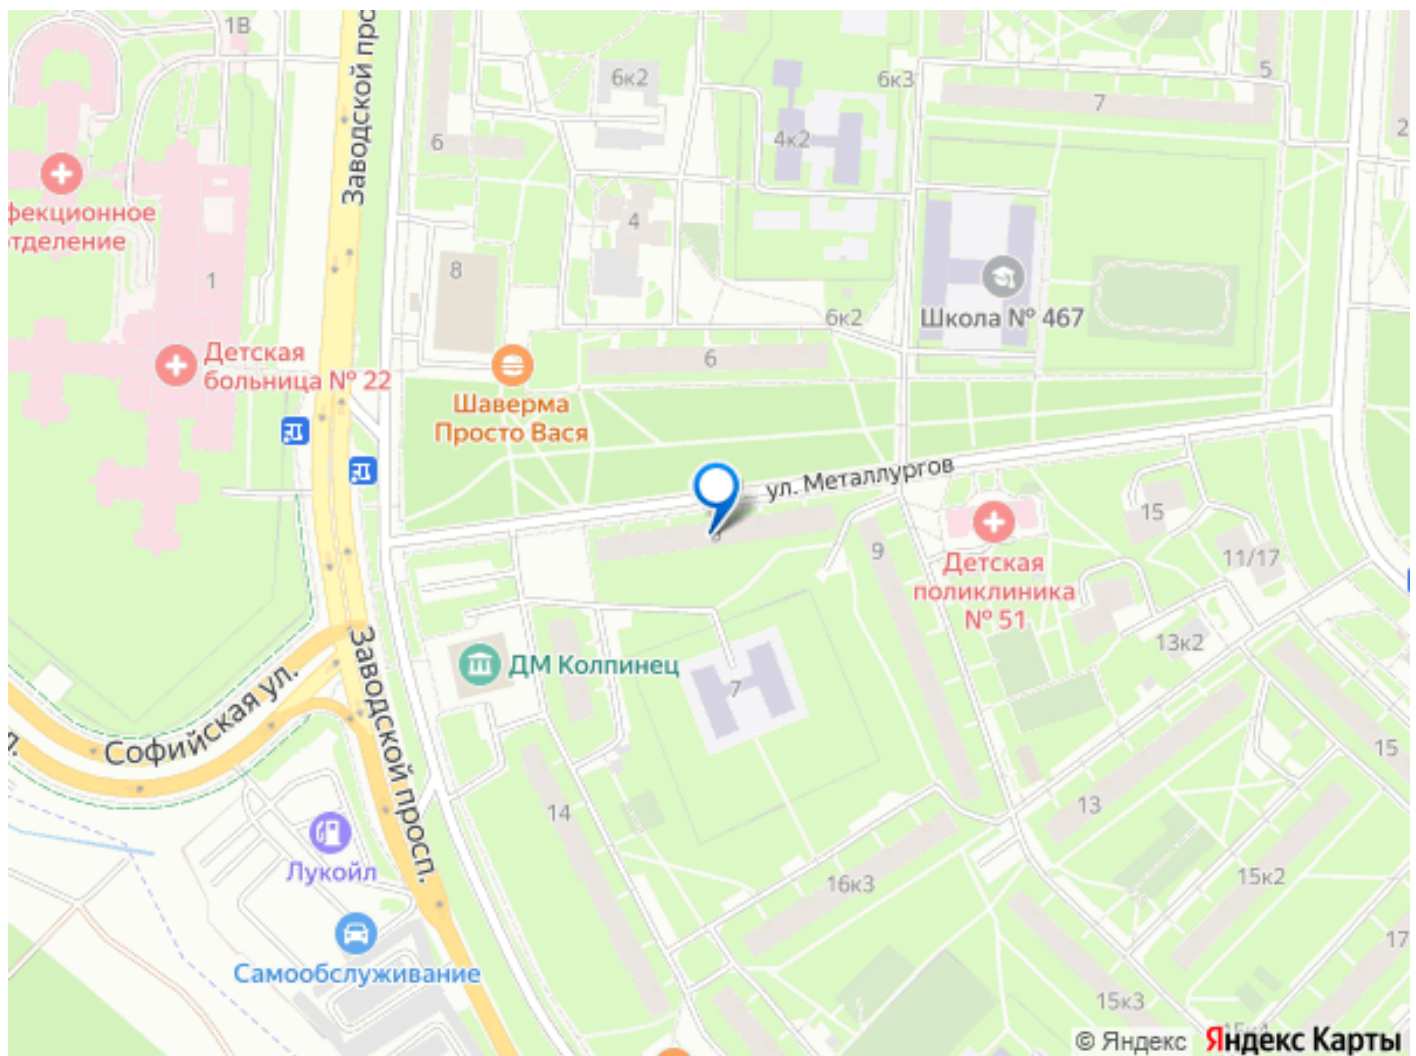 1В
Заводской прос
5
6к2
6к3
7
2
6
4к2
фекционное
отделение
4
8
1
6к2
Школа № 467
Детская
больница № 22
6
Шаверма
Просто Вася
ул. Металлургов
15
9
11/17
Детская
поликлиника
№ 51
13к2
ДМ Колпинец
7
Заводской просп.
Софийская ул.
л.
15
13
14
Лукойл
16к3
15к2
17
Самообслуживание
15к3
© Яндекс
Яндекс Карты